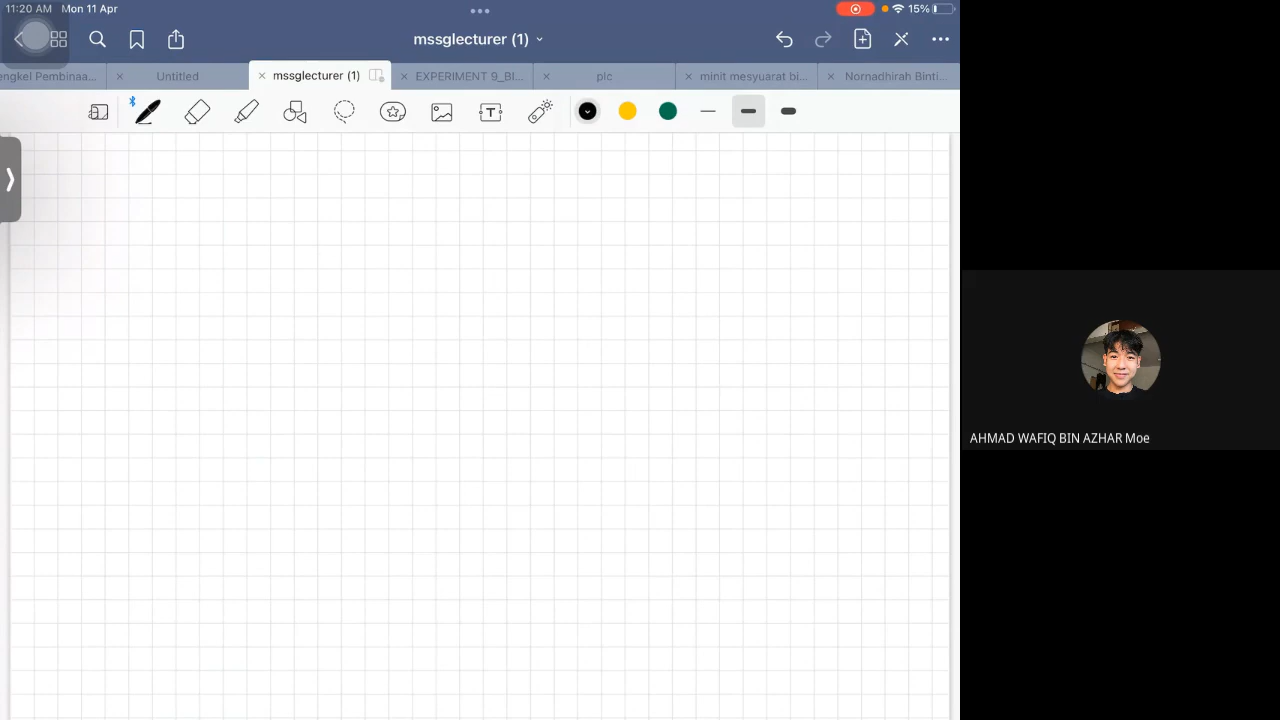 11:20 AM Mon 11 Apr
15%
mssglecturer (1)
engkel Pembinaa...
Untitled
mssglecturer (1)
EXPERIMENT 9_BI...
plc
minit mesyuarat bi...
Nornadhirah Binti...
T
AHMAD WAFIQ BIN AZHAR Moe